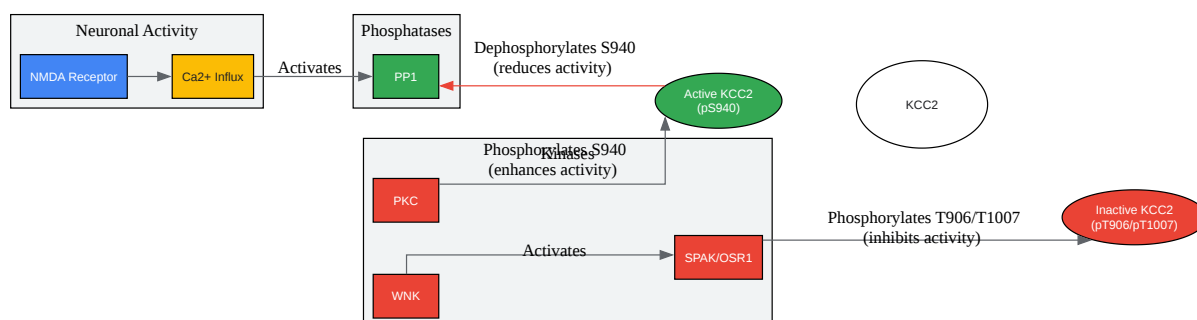 Neuronal Activity
NMDA Receptor
Ca2+ Influx
Activates
Phosphatases
PP1
Dephosphorylates S940
(reduces activity)
Active KCC2
(pS940)
KCC2
Kinases
Phosphorylates S940
(enhances activity)
PKC
WNK
Activates
SPAK/OSR1
Phosphorylates T906/T1007
(inhibits activity)
Inactive KCC2
(pT906/pT1007)